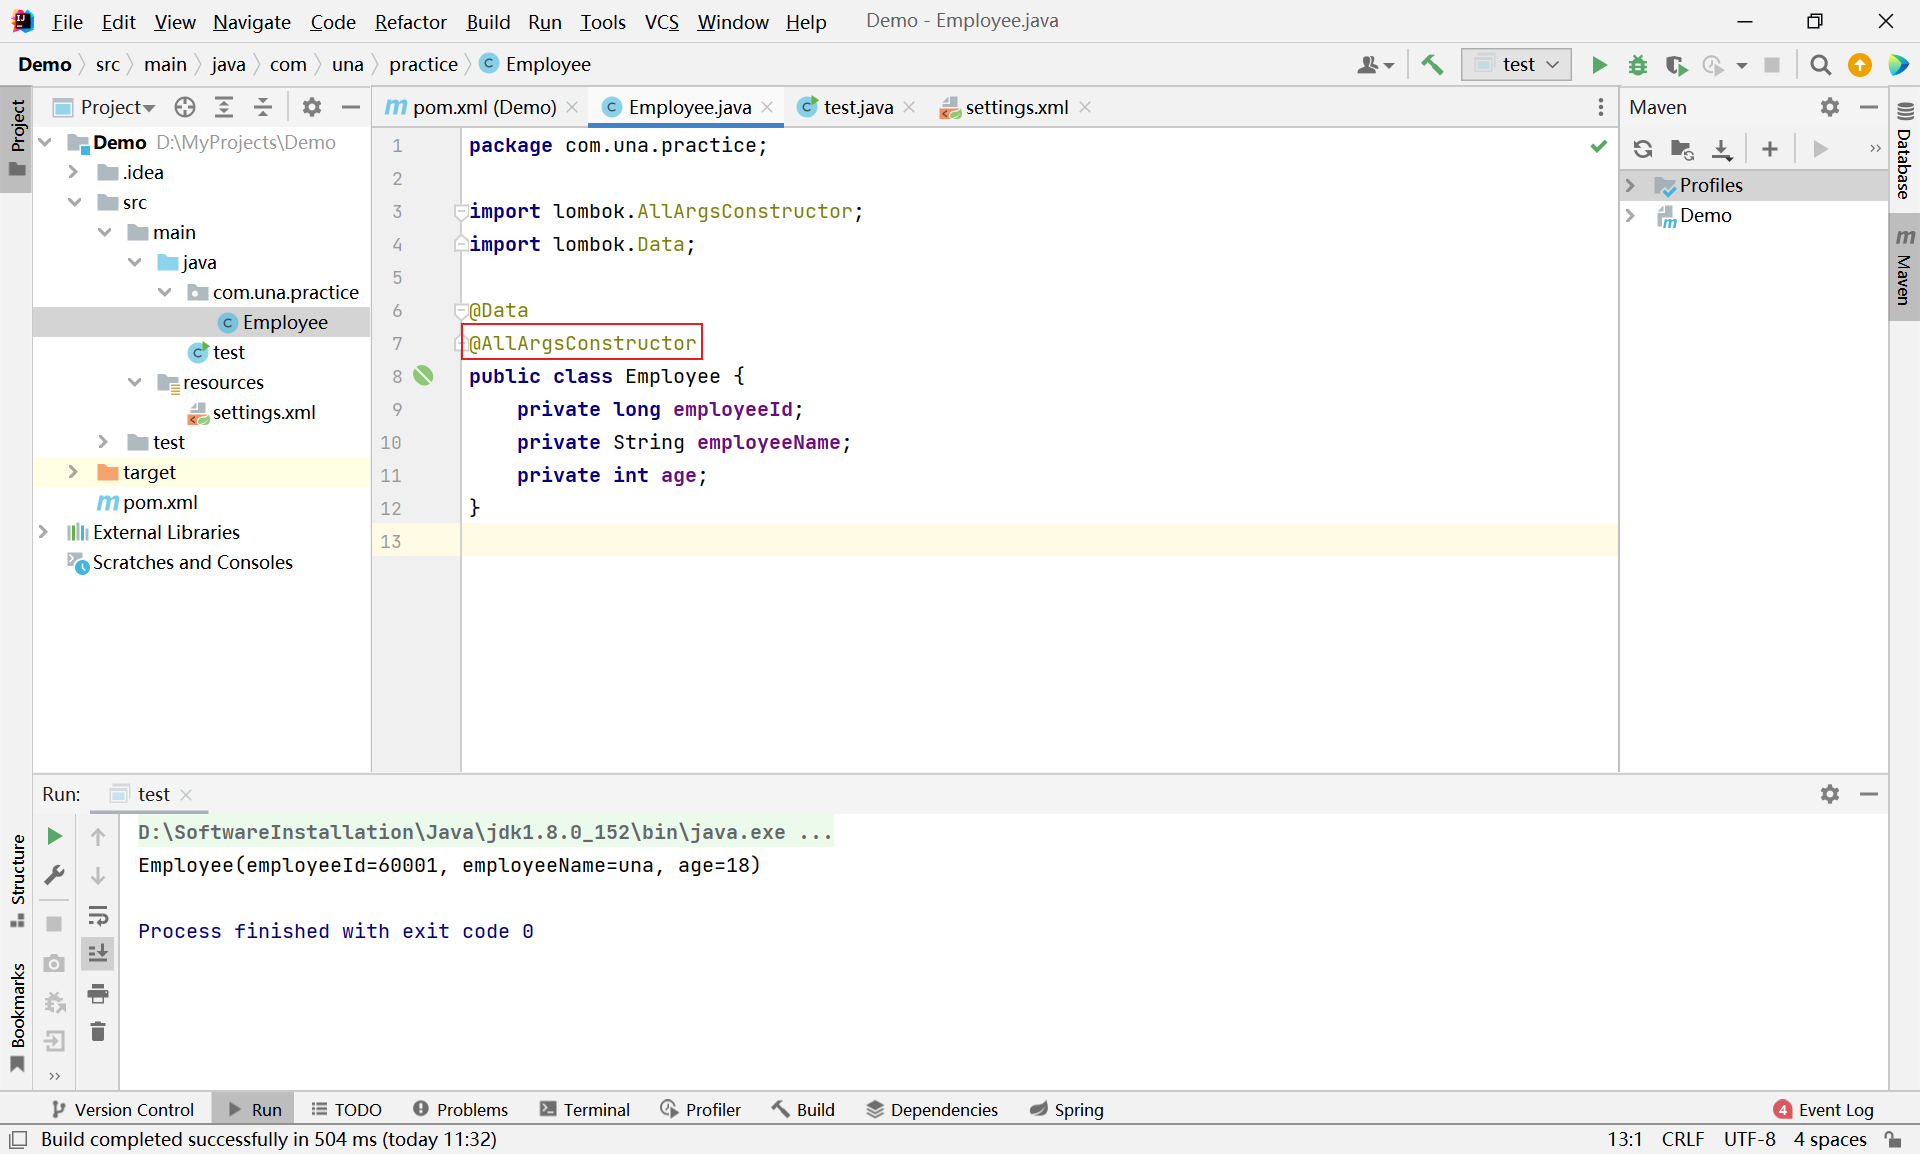 File Edit View Navigate Code Refactor Build Run Tools VCS Window Help Demo - Employee.java
Demo src main java com una practice Employee
test
Project
pom.xml (Demo)
Employee.java
test.java
settings.xml
Maven
Project
Demo D:\MyProjects\Demo
.idea
src
main
java
com.una.practice
Employee
test
resources
settings.xml
test
target
pom.xml
External Libraries
Scratches and Consoles
1 package com.una.practice;
2
3 import lombok.AllArgsConstructor;
4 import lombok.Data;
5
6 @Data
7 @AllArgsConstructor
8 public class Employee {
9 private long employeeId;
10 private String employeeName;
11 private int age;
12 }
13
Profiles
Demo
Database
Maven
Run: test
D:\SoftwareInstallation\Java\jdk1.8.0_152\bin\java.exe ...
Employee(employeeId=60001, employeeName=una, age=18)
Process finished with exit code 0
Structure
Bookmarks
Version Control Run TODO Problems Terminal Profiler Build Dependencies Spring 4 Event Log
Build completed successfully in 504 ms (today 11:32) 13:1 CRLF UTF-8 4 spaces